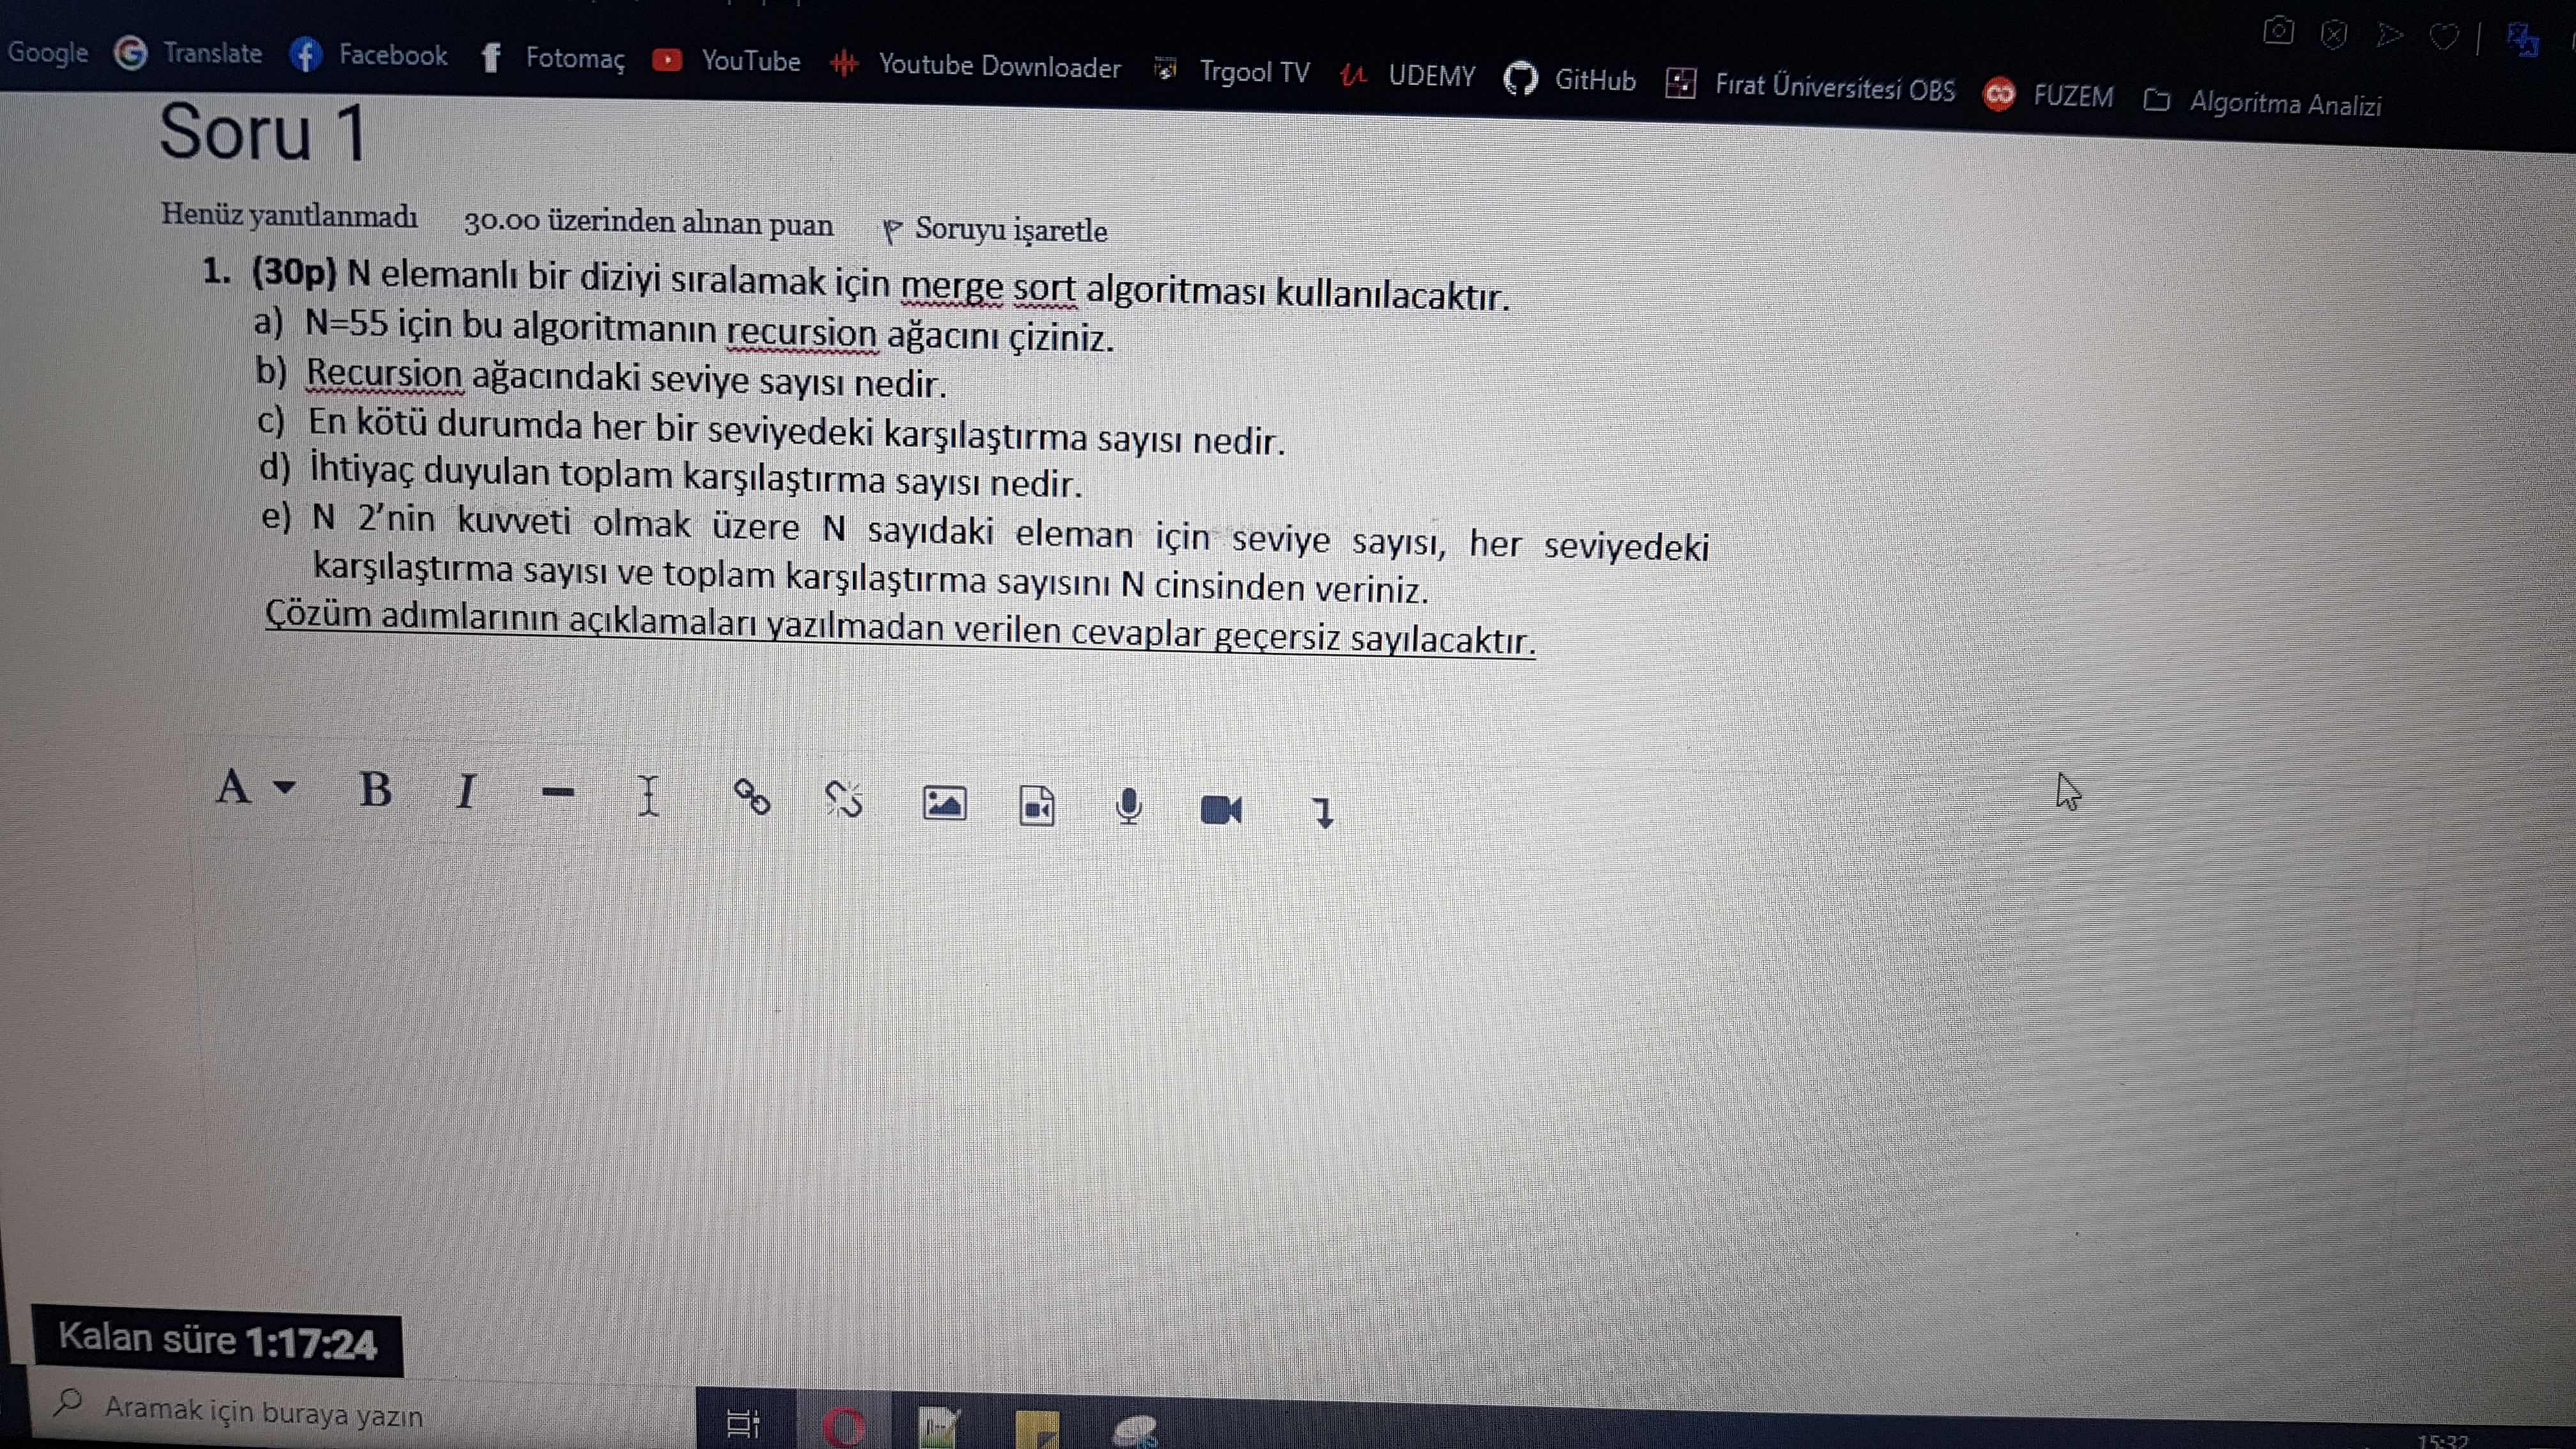 Google Translate Facebook Fotomaç YouTube Youtube Downloader Trgool TV UDEMY GitHub Fırat Üniversitesi OBS FUZEM Algoritma Analizi
Soru 1
Henüz yanıtlanmadı 30.00 üzerinden alınan puan Soruyu işaretle
1. (30p) N elemanlı bir diziyi sıralamak için merge sort algoritması kullanılacaktır.
a) N=55 için bu algoritmanın recursion ağacını çiziniz.
b) Recursion ağacındaki seviye sayısı nedir.
c) En kötü durumda her bir seviyedeki karşılaştırma sayısı nedir.
d) İhtiyaç duyulan toplam karşılaştırma sayısı nedir.
e) N 2'nin kuvveti olmak üzere N sayıdaki eleman için seviye sayısı, her seviyedeki
karşılaştırma sayısı ve toplam karşılaştırma sayısını N cinsinden veriniz.
Çözüm adımlarının açıklamaları yazılmadan verilen cevaplar geçersiz sayılacaktır.
A B I
Kalan süre 1:17:24
Aramak için buraya yazın
15:32